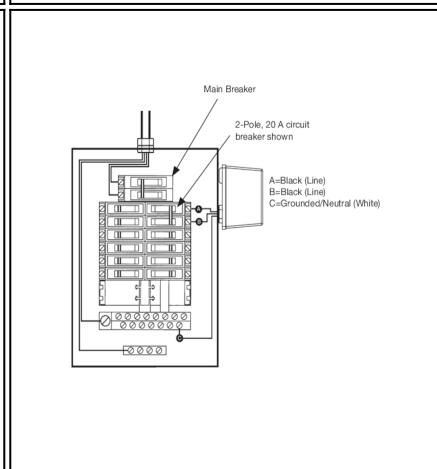 Main Breaker
2-Pole, 20 A circuit
breaker shown
A=Black (Line)
B=Black (Line)
C=Grounded/Neutral (White)
A